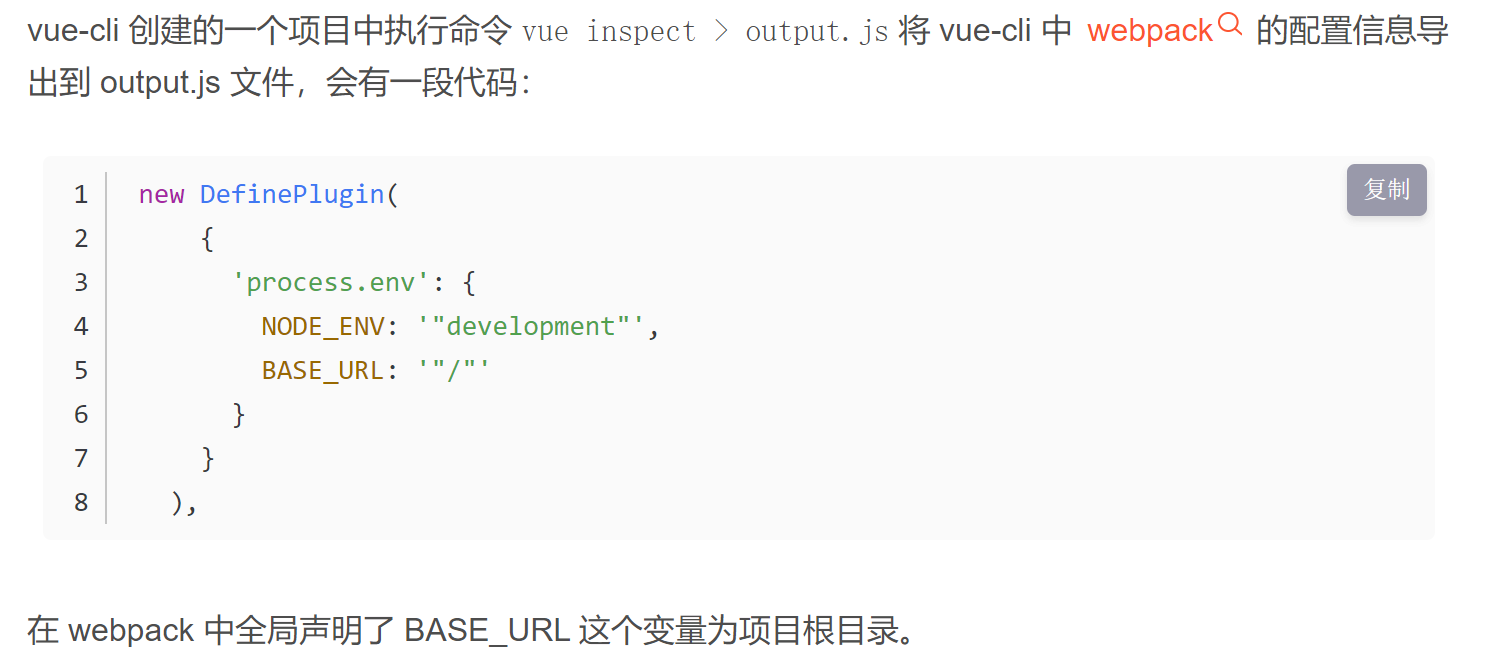 vue-cli 创建的一个项目中执行命令 vue inspect > output.js 将 vue-cli 中 webpack 的配置信息导
出到 output.js 文件，会有一段代码：
复制
1 new DefinePlugin(
2     {
3       'process.env': {
4         NODE_ENV: '"development"',
5         BASE_URL: '"/"'
6       }
7     }
8   ),
在 webpack 中全局声明了 BASE_URL 这个变量为项目根目录。